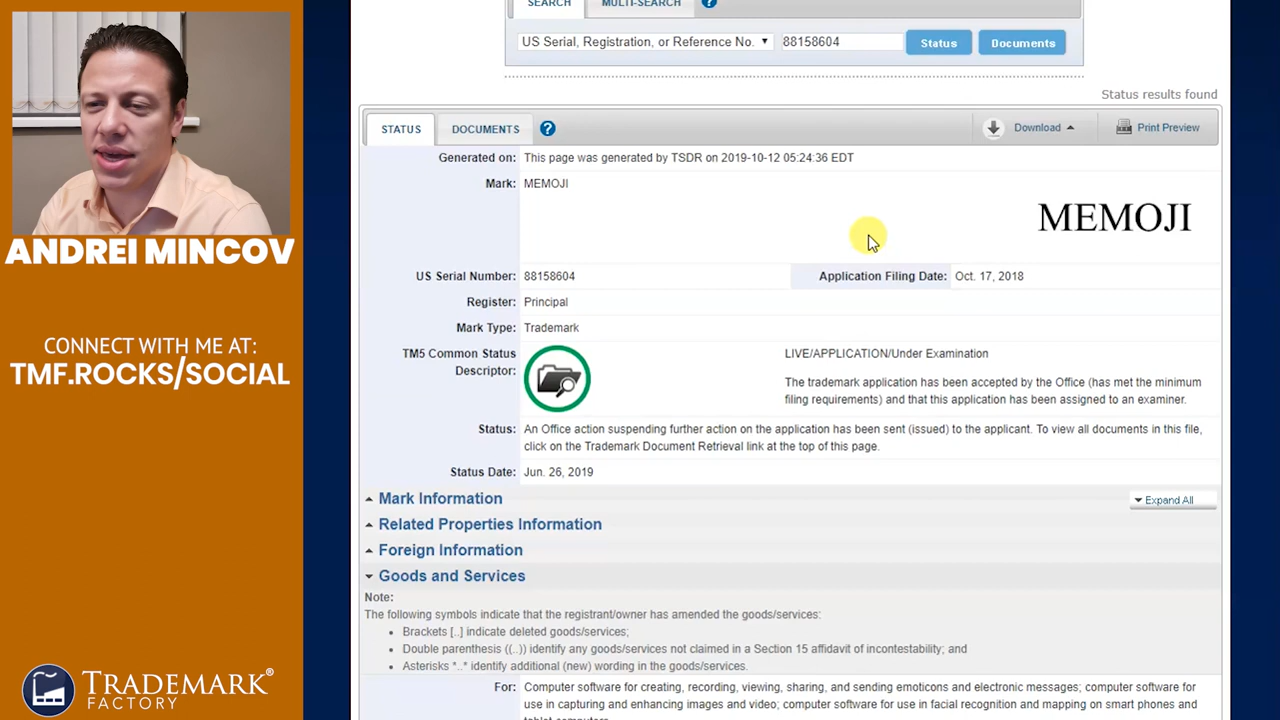 SEARCH
MULTI-SEARCH
?
US Serial, Registration, or Reference No.
88158604
Status
Documents
Status results found
STATUS
DOCUMENTS
?
Download
Print Preview
Generated on: This page was generated by TSDR on 2019-10-12 05:24:36 EDT
Mark: MEMOJI
MEMOJI
US Serial Number: 88158604
Application Filing Date: Oct. 17, 2018
Register: Principal
Mark Type: Trademark
TM5 Common Status
Descriptor:
LIVE/APPLICATION/Under Examination
The trademark application has been accepted by the Office (has met the minimum
filing requirements) and that this application has been assigned to an examiner.
Status: An Office action suspending further action on the application has been sent (issued) to the applicant. To view all documents in this file,
click on the Trademark Document Retrieval link at the top of this page.
Status Date: Jun. 26, 2019
Mark Information
Expand All
Related Properties Information
Foreign Information
Goods and Services
Note:
The following symbols indicate that the registrant/owner has amended the goods/services:
• Brackets [..] indicate deleted goods/services;
• Double parenthesis ((..)) identify any goods/services not claimed in a Section 15 affidavit of incontestability; and
• Asterisks *..* identify additional (new) wording in the goods/services.
For: Computer software for creating, recording, viewing, sharing, and sending emoticons and electronic messages; computer software for
use in capturing and enhancing images and video; computer software for use in facial recognition and mapping on smart phones and
tablet computers
ANDREI MINCOV
CONNECT WITH ME AT:
TMF.ROCKS/SOCIAL
TRADEMARK®
FACTORY